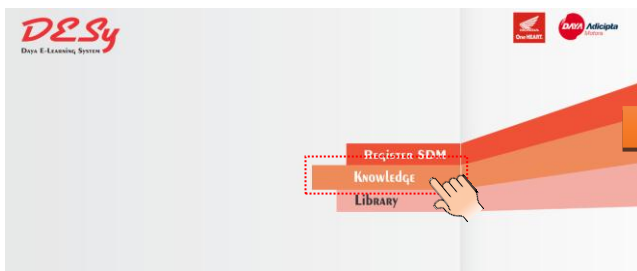 DESy
Daya E-Learning System
One HEART.
DAYA Adicipta
Motora
Register SDM
Knowledge
Library